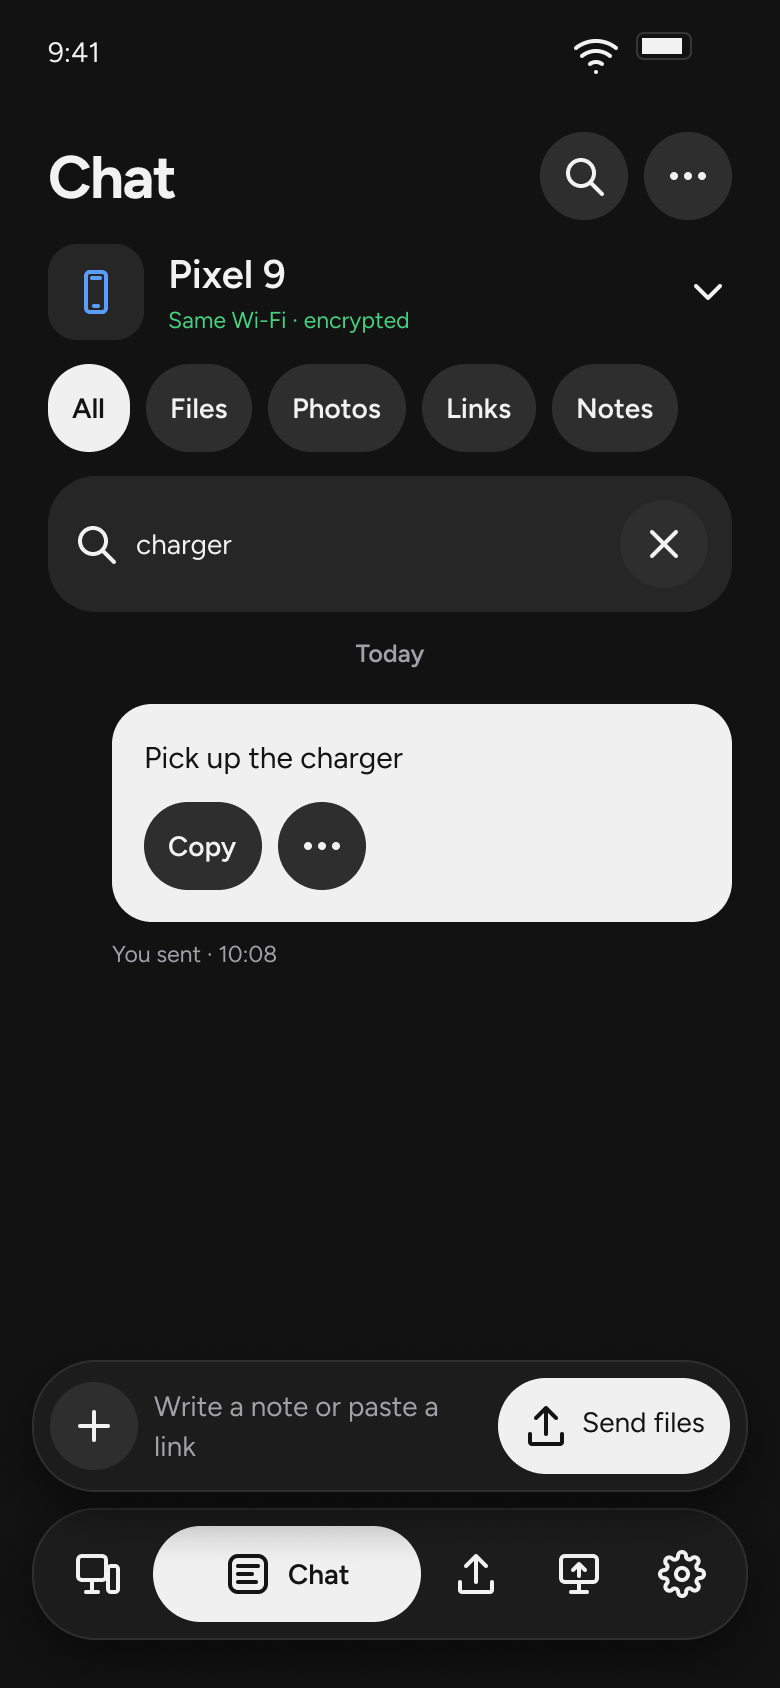 9:41
Chat
Pixel 9
Same Wi-Fi · encrypted
All Files Photos Links Notes
charger
Today
Pick up the charger
Copy
You sent · 10:08
Write a note or paste a
link
Send files
Chat